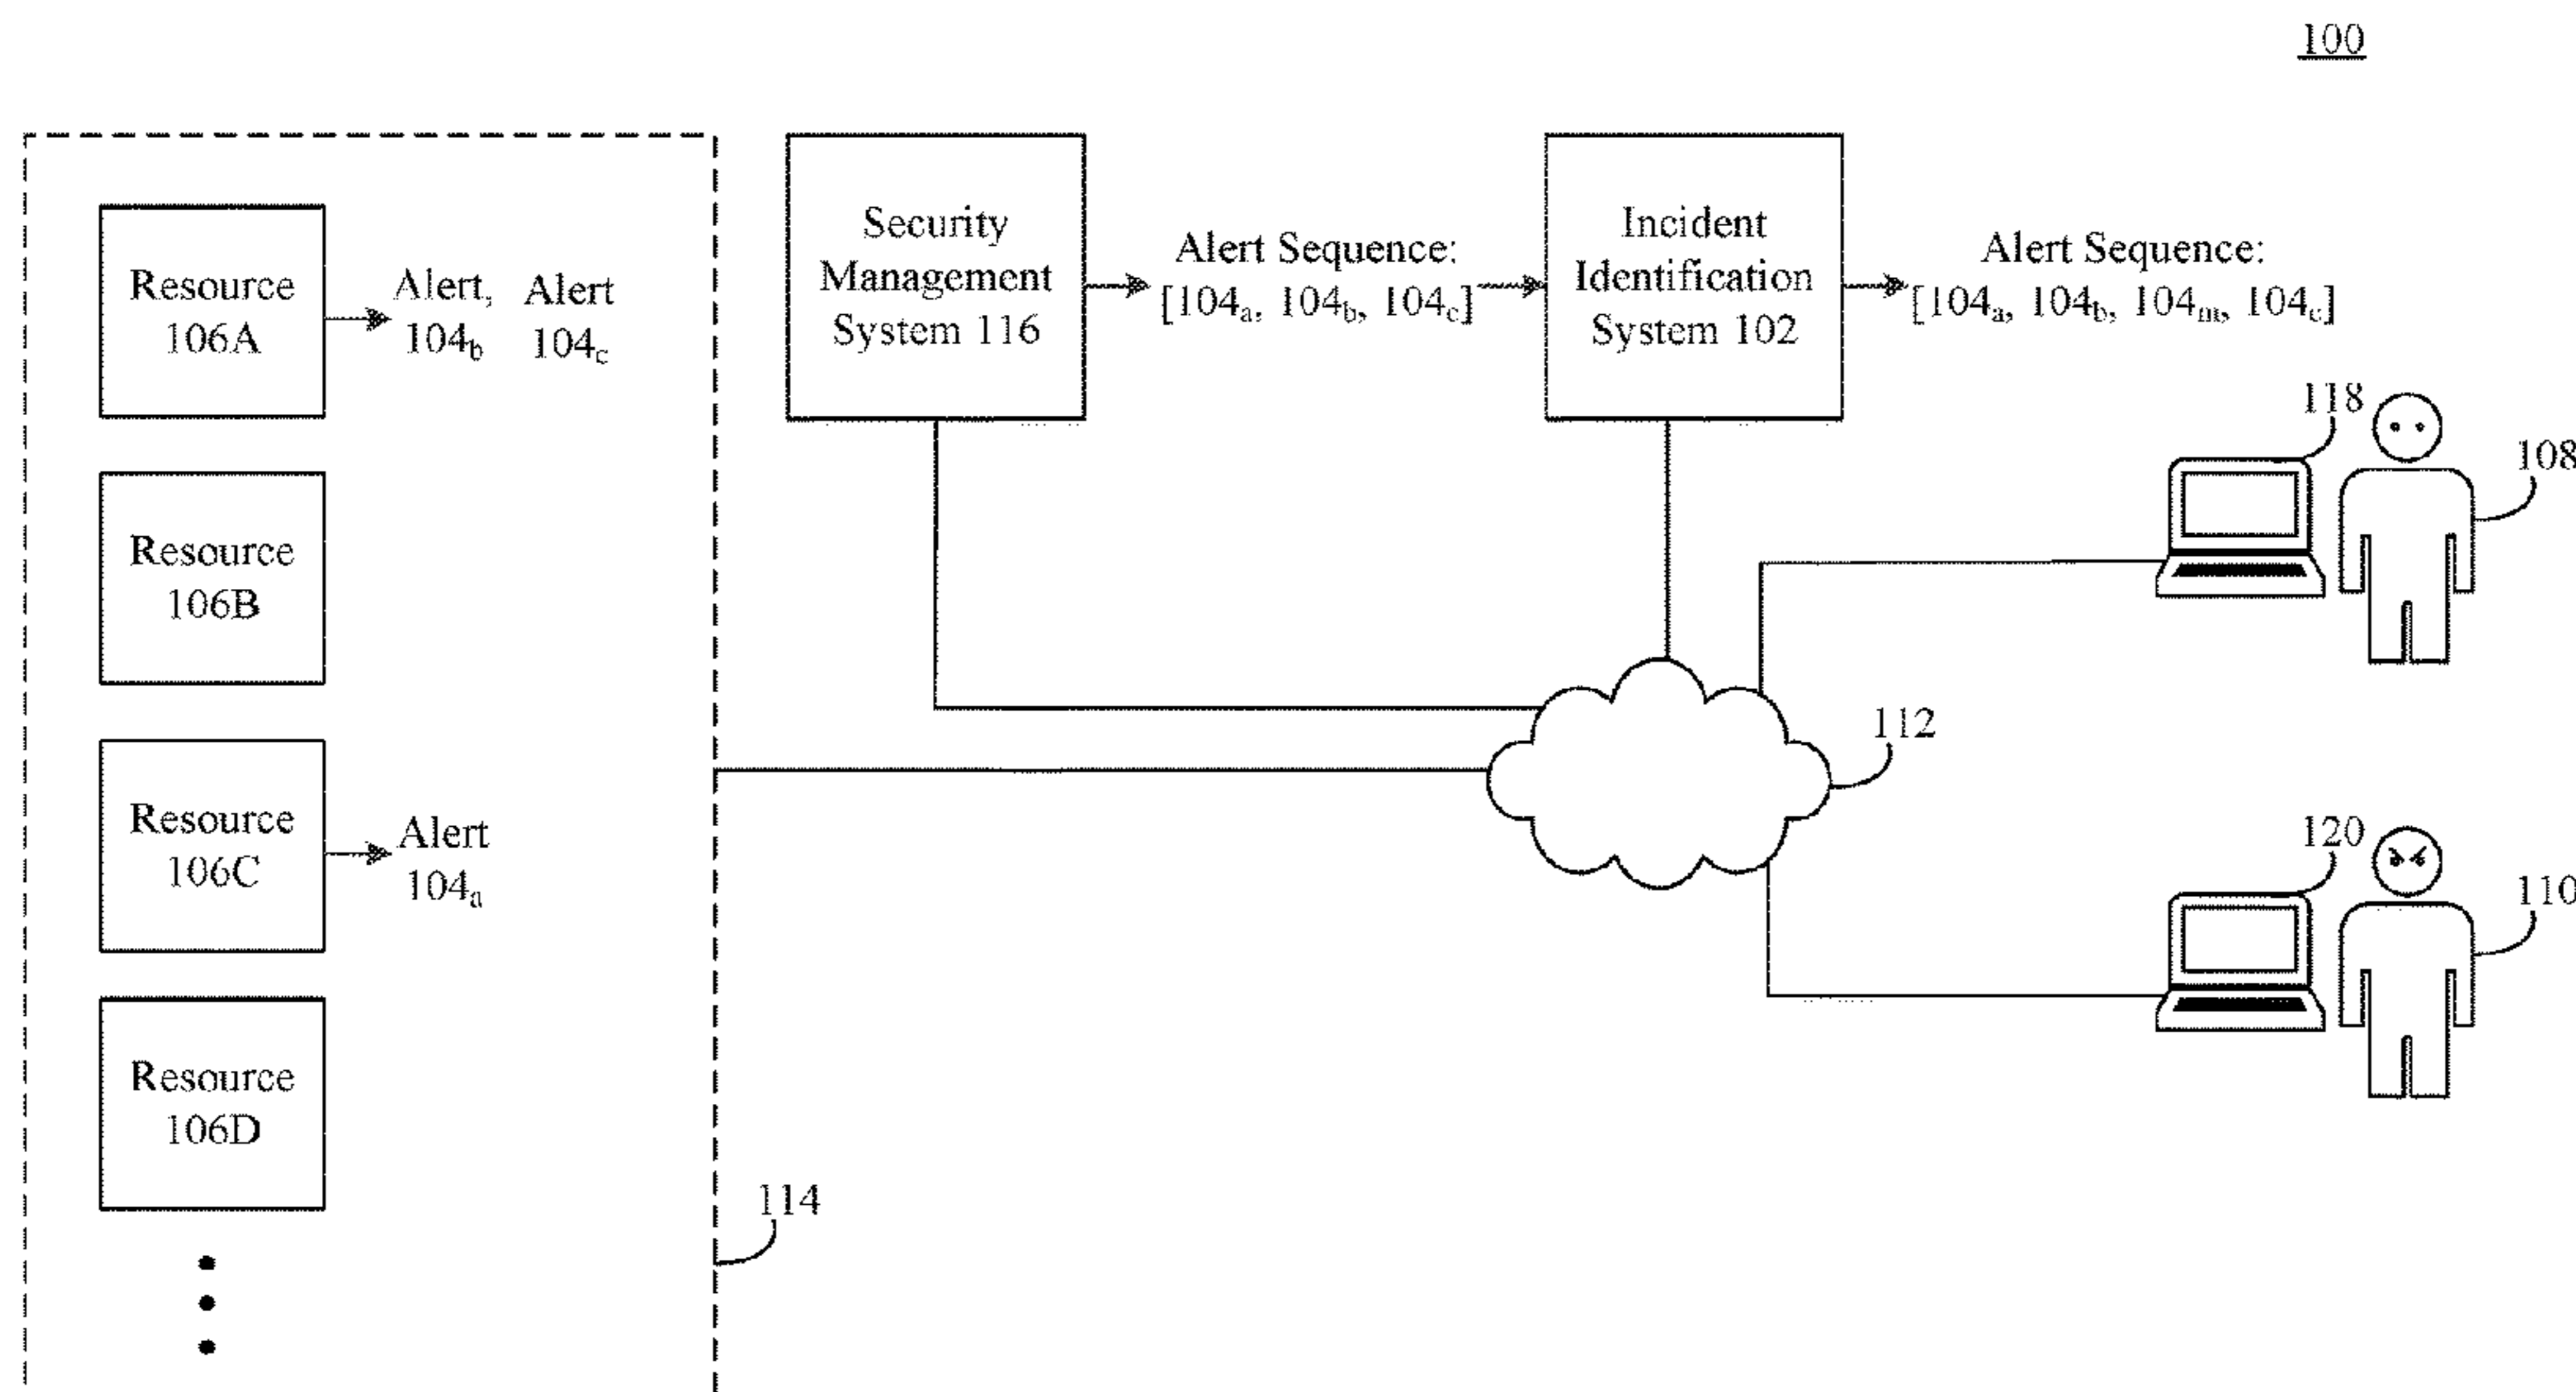 100
Resource
106A
Alert,
104b
Alert
104c
Resource
106B
Resource
106C
Alert
104a
Resource
106D
114
Security
Management
System 116
Alert Sequence:
[104a, 104b, 104c]
Incident
Identification
System 102
Alert Sequence:
[104a, 104b, 104m, 104c]
118
108
112
120
110